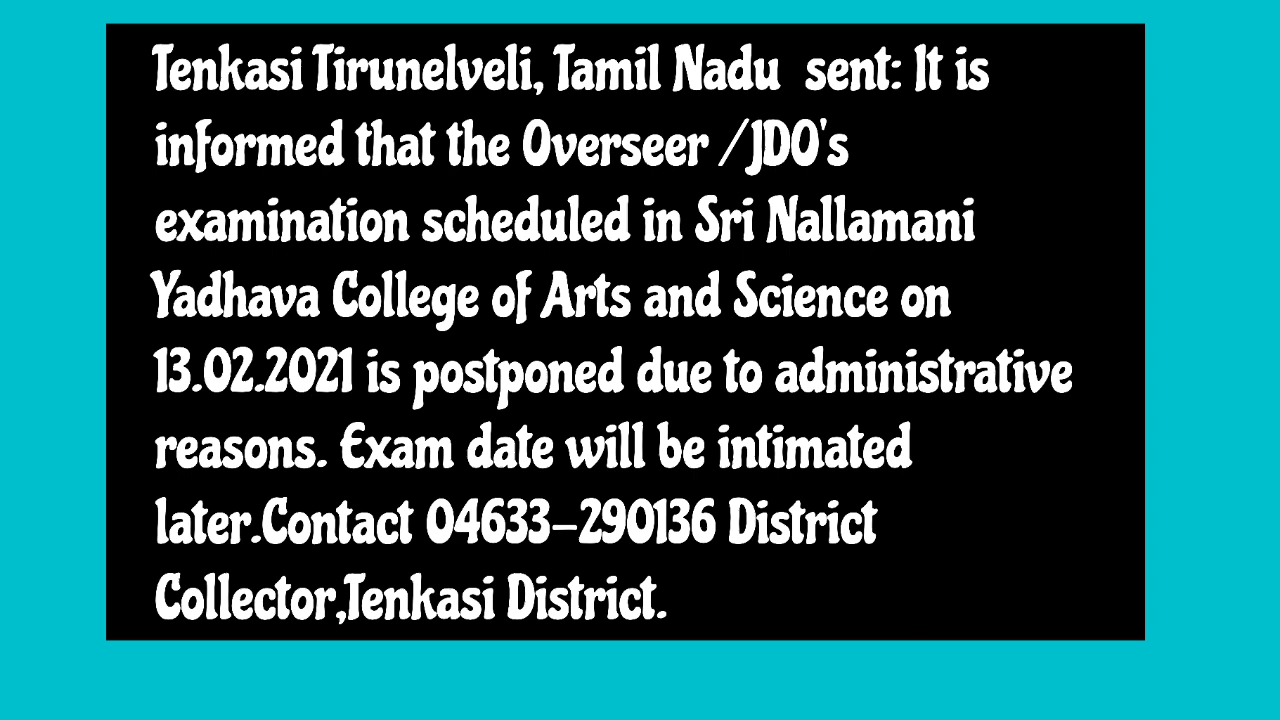 Tenkasi Tirunelveli, Tamil Nadu  sent: It is
informed that the Overseer /JDO's
examination scheduled in Sri Nallamani
Yadhava College of Arts and Science on
13.02.2021 is postponed due to administrative
reasons. Exam date will be intimated
later.Contact 04633-290136 District
Collector,Tenkasi District.